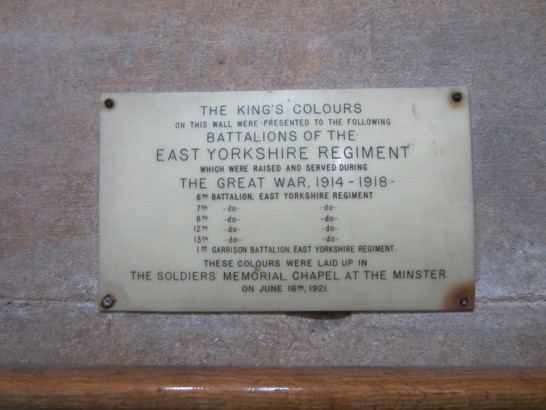 THE KING'S COLOURS
ON THIS WALL WERE PRESENTED TO THE FOLLOWING
BATTALIONS OF THE
EAST YORKSHIRE REGIMENT
WHICH WERE RAISED AND SERVED DURING
THE GREAT WAR, 1914-1918:-
6TH BATTALION, EAST YORKSHIRE REGIMENT
7TH -do- -do-
8TH -do- -do-
12TH -do- -do-
13TH -do- -do-
1ST GARRISON BATTALION, EAST YORKSHIRE REGIMENT.
THESE COLOURS WERE LAID UP IN
THE SOLDIERS' MEMORIAL CHAPEL AT THE MINSTER
ON JUNE 16TH, 1921.